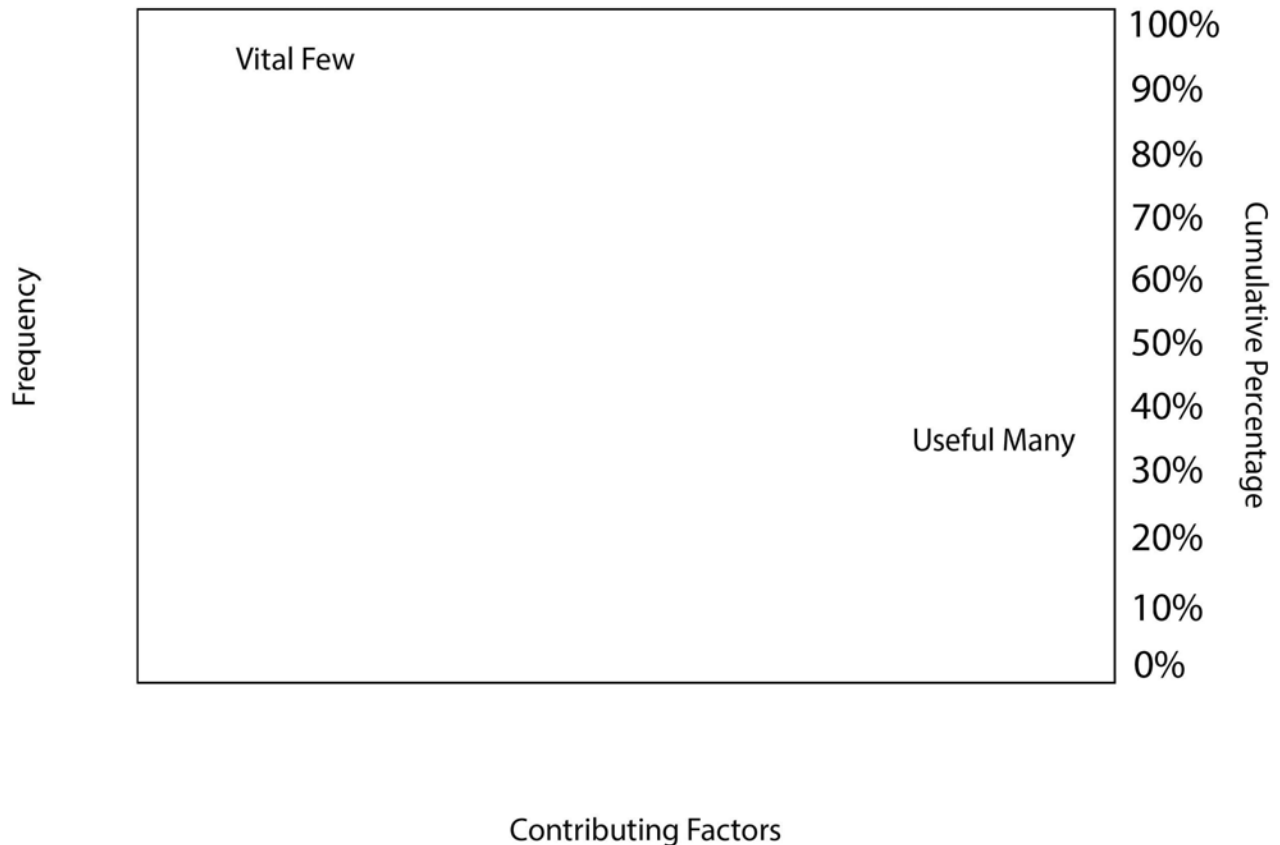 Vital Few
Useful Many
Frequency
100%
90%
80%
70%
60%
50%
40%
30%
20%
10%
0%
Cumulative Percentage
Contributing Factors